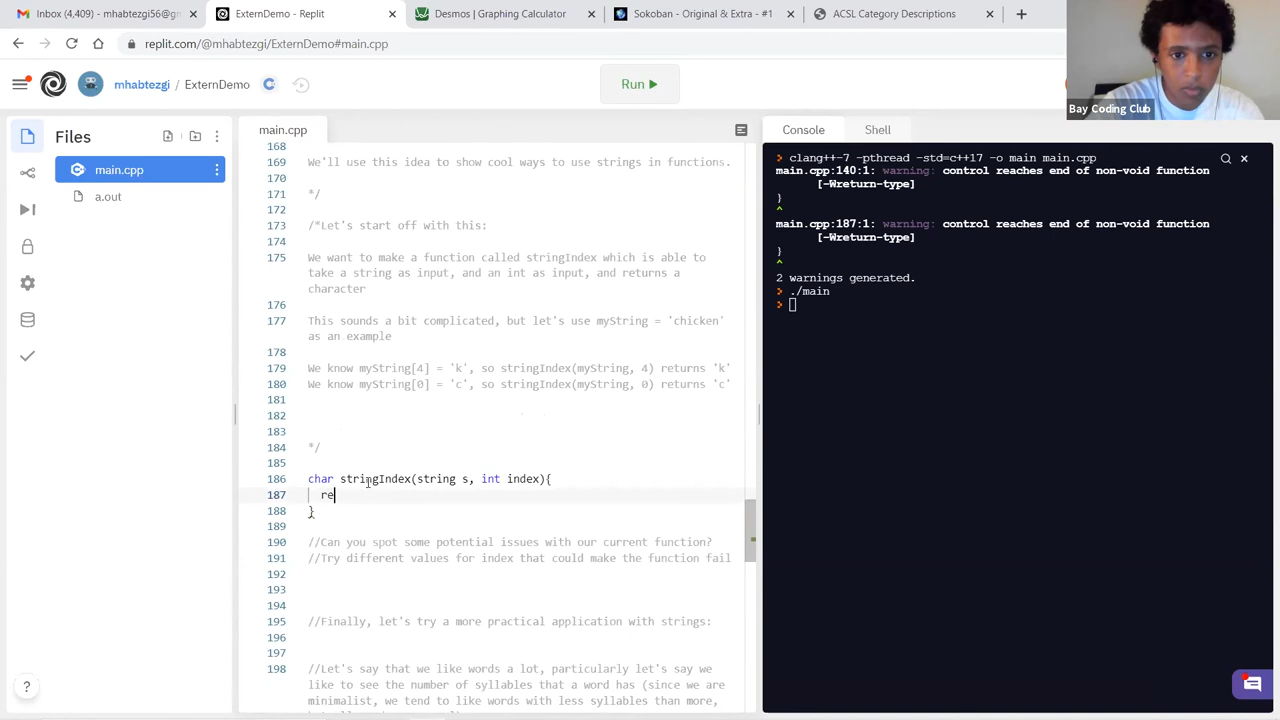 Inbox (4,409) - mhabtezgi56@gr
ExternDemo - Replit
Desmos | Graphing Calculator
Sokoban - Original & Extra - #1
ACSL Category Descriptions
replit.com/@mhabtezgi/ExternDemo#main.cpp
mhabtezgi / ExternDemo
Run
Bay Coding Club
Files
main.cpp
a.out
main.cpp
168
169 We'll use this idea to show cool ways to use strings in functions.
170
171 */
172
173 /*Let's start off with this:
174
175 We want to make a function called stringIndex which is able to
take a string as input, and an int as input, and returns a
character
176
177 This sounds a bit complicated, but let's use myString = 'chicken'
as an example
178
179 We know myString[4] = 'k', so stringIndex(myString, 4) returns 'k'
180 We know myString[0] = 'c', so stringIndex(myString, 0) returns 'c'
181
182
183
184 */
185
186 char stringIndex(string s, int index){
187 re
188 }
189
190 //Can you spot some potential issues with our current function?
191 //Try different values for index that could make the function fail
192
193
194
195 //Finally, let's try a more practical application with strings:
196
197
198 //Let's say that we like words a lot, particularly let's say we
like to see the number of syllables that a word has (since we are
minimalist, we tend to like words with less syllables than more,
Console
Shell
clang++-7 -pthread -std=c++17 -o main main.cpp
main.cpp:140:1: warning: control reaches end of non-void function
[-Wreturn-type]
}
^
main.cpp:187:1: warning: control reaches end of non-void function
[-Wreturn-type]
}
^
2 warnings generated.
./main